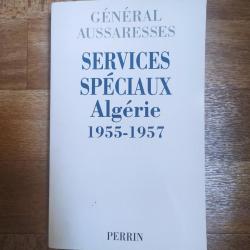 GÉNÉRAL
AUSSARESSES
SERVICES
SPÉCIAUX
Algérie
1955-1957
PERRIN